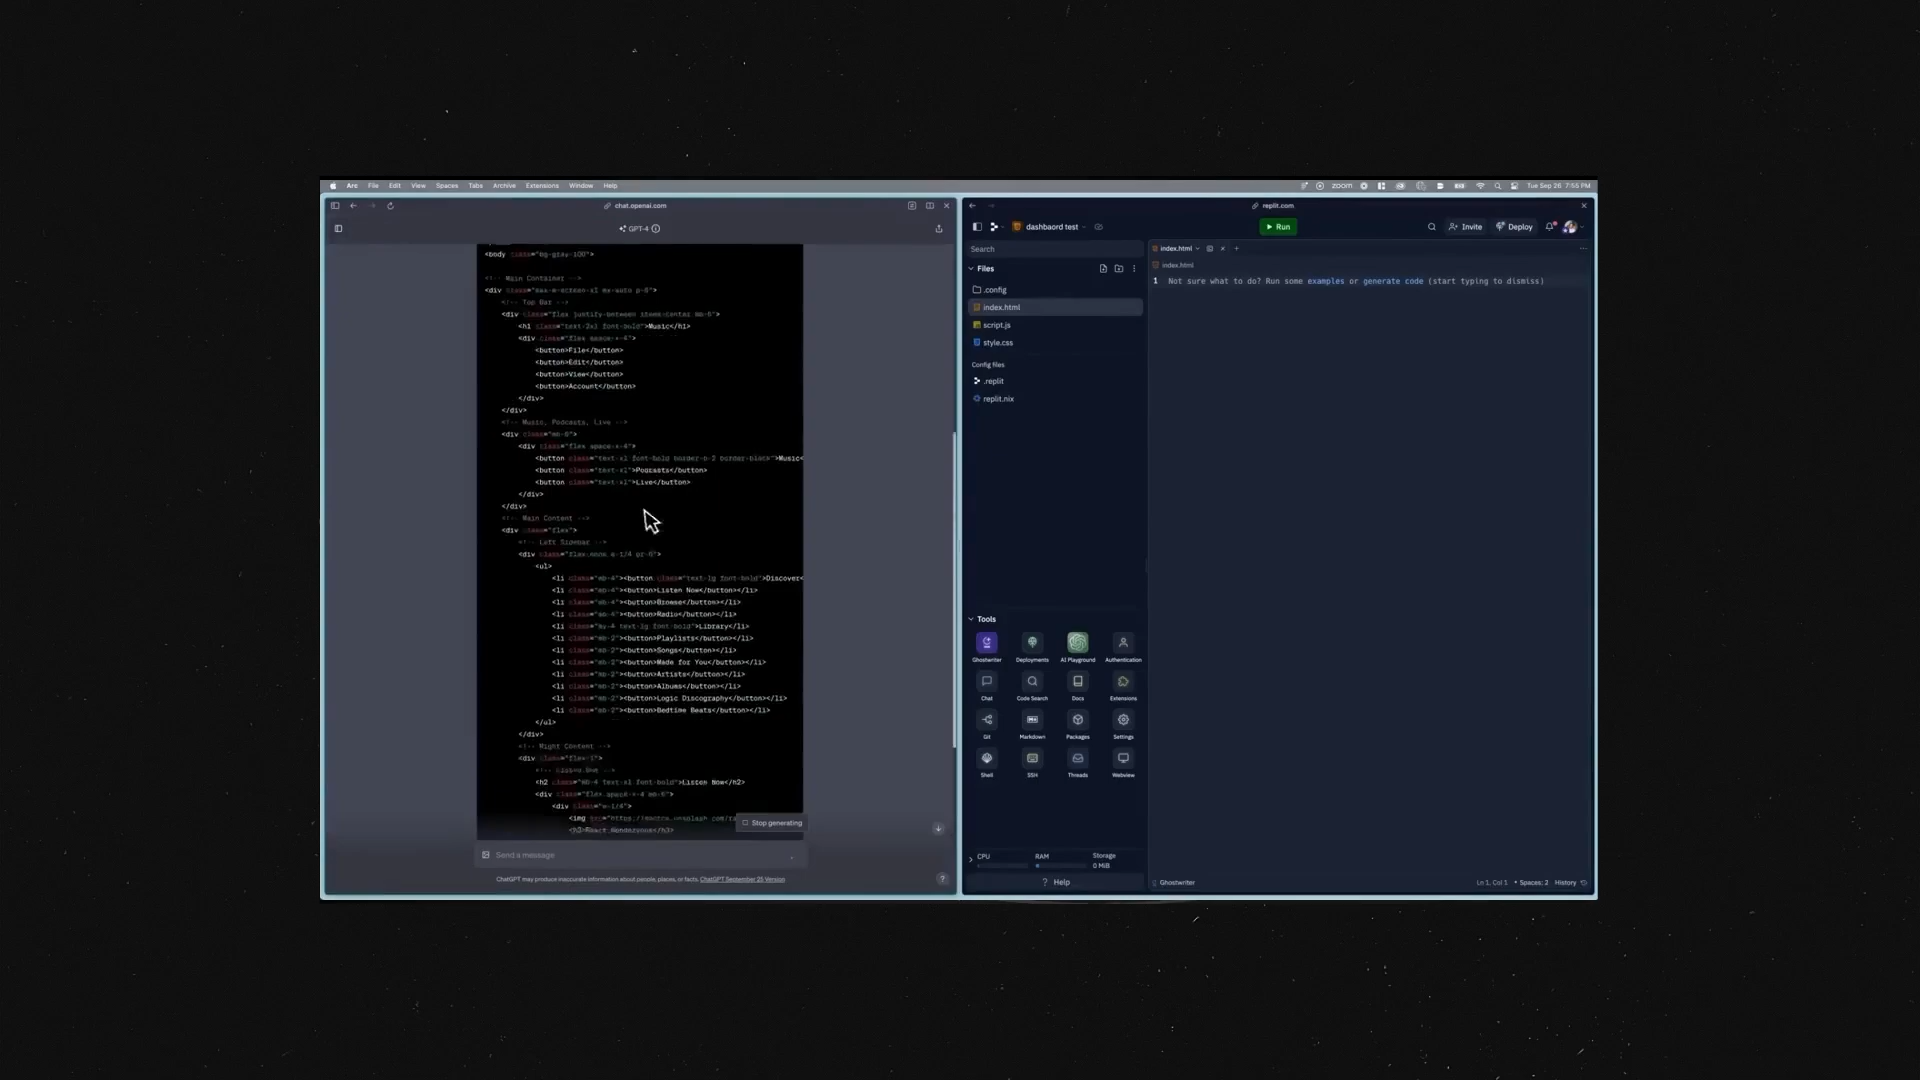 Arc File Edit View Spaces Tabs Archive Extensions Window Help
zoom Tue Sep 26 7:55 PM
chat.openai.com
GPT-4
<body class="bg-gray-100">
<!-- Main Container -->
<div class="max-w-screen-xl mx-auto p-8">
<!-- Top Bar -->
<div class="flex justify-between items-center mb-6">
<h1 class="text-2xl font-bold">Music</h1>
<div class="flex space-x-4">
<button>File</button>
<button>Edit</button>
<button>View</button>
<button>Account</button>
</div>
</div>
<!-- Music, Podcasts, Live -->
<div class="mb-8">
<div class="flex space-x-4">
<button class="text-xl font-bold border-b-2 border-black">Music<
<button class="text-xl">Podcasts</button>
<button class="text-xl">Live</button>
</div>
</div>
<!-- Main Content -->
<div class="flex">
<!-- Left Sidebar -->
<div class="flex-none w-1/4 pr-8">
<ul>
<li class="mb-4"><button class="text-lg font-bold">Discover<
<li class="mb-4"><button>Listen Now</button></li>
<li class="mb-4"><button>Browse</button></li>
<li class="mb-4"><button>Radio</button></li>
<li class="my-4 text-lg font-bold">Library</li>
<li class="mb-2"><button>Playlists</button></li>
<li class="mb-2"><button>Songs</button></li>
<li class="mb-2"><button>Made for You</button></li>
<li class="mb-2"><button>Artists</button></li>
<li class="mb-2"><button>Albums</button></li>
<li class="mb-2"><button>Logic Discography</button></li>
<li class="mb-2"><button>Bedtime Beats</button></li>
</ul>
</div>
<!-- Right Content -->
<div class="flex-1">
<!-- Listen Now -->
<h2 class="mb-4 text-xl font-bold">Listen Now</h2>
<div class="flex space-x-4 mb-6">
<div class="w-1/4">
<img src="https://source.unsplash.com/
<h3>React Rendezvous</h3>
Stop generating
Send a message
ChatGPT may produce inaccurate information about people, places, or facts. ChatGPT September 25 Version
?
replit.com
dashbaord test
Run
Invite
Deploy
Search
Files
.config
index.html
script.js
style.css
Config files
.replit
replit.nix
Tools
Ghostwriter Deployments AI Playground Authentication
Chat Code Search Docs Extensions
Git Markdown Packages Settings
Shell SSH Threads Webview
CPU RAM Storage
0 MiB
? Help
index.html
index.html
1 Not sure what to do? Run some examples or generate code (start typing to dismiss)
Ghostwriter
Ln 1, Col 1 • Spaces: 2 History